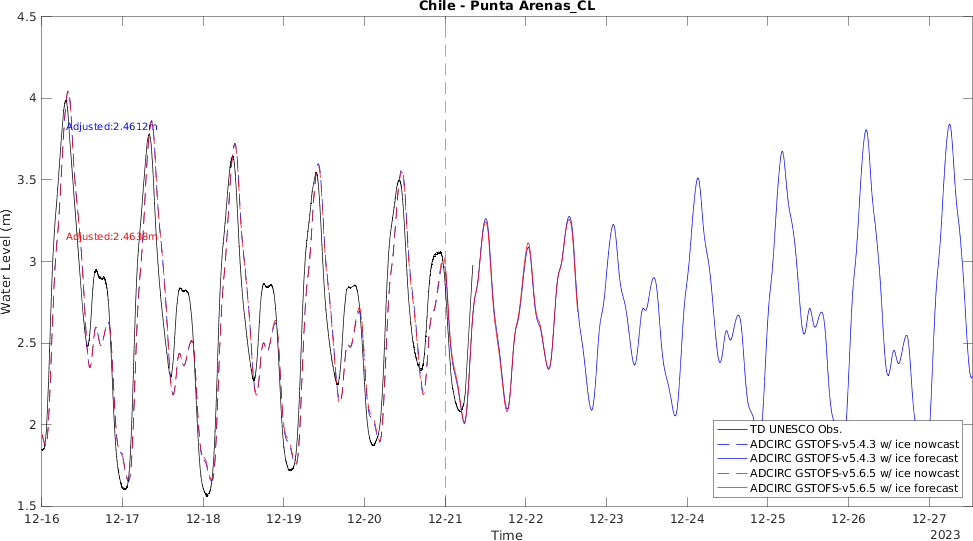 Chile - Punta Arenas_CL
4.5
4
3.5
3
2.5
2
1.5
Water Level (m)
Adjusted:2.4612m
Adjusted:2.4638m
TD UNESCO Obs.
ADCIRC GSTOFS-v5.4.3 w/ ice nowcast
ADCIRC GSTOFS-v5.4.3 w/ ice forecast
ADCIRC GSTOFS-v5.6.5 w/ ice nowcast
ADCIRC GSTOFS-v5.6.5 w/ ice forecast
12-16 12-17 12-18 12-19 12-20 12-21 12-22 12-23 12-24 12-25 12-26 12-27
Time
2023